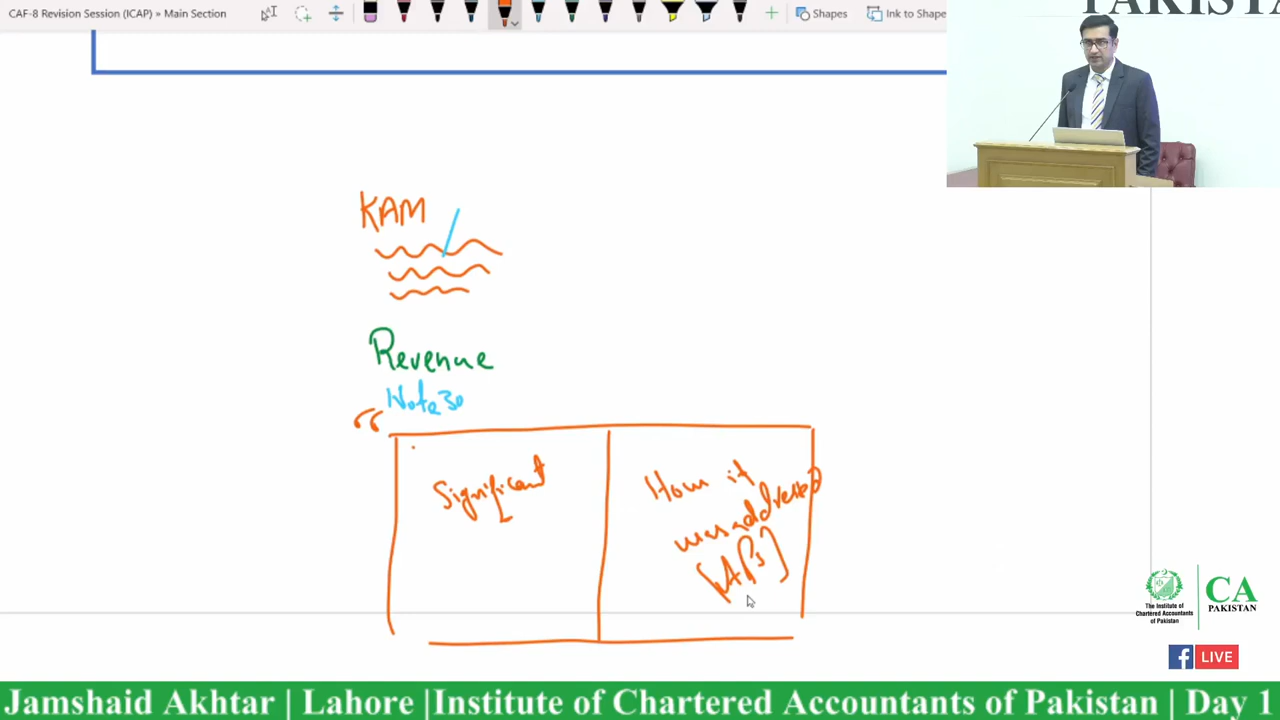 CAF-8 Revision Session (ICAP) » Main Section
Shapes
Ink to Shape
PAKISTAN
KAM
Revenue
Note 30
“
Significant
How it
was addressed
[APs]
The Institute of
Chartered Accountants
of Pakistan
CA
PAKISTAN
f LIVE
Jamshaid Akhtar | Lahore |Institute of Chartered Accountants of Pakistan | Day 1